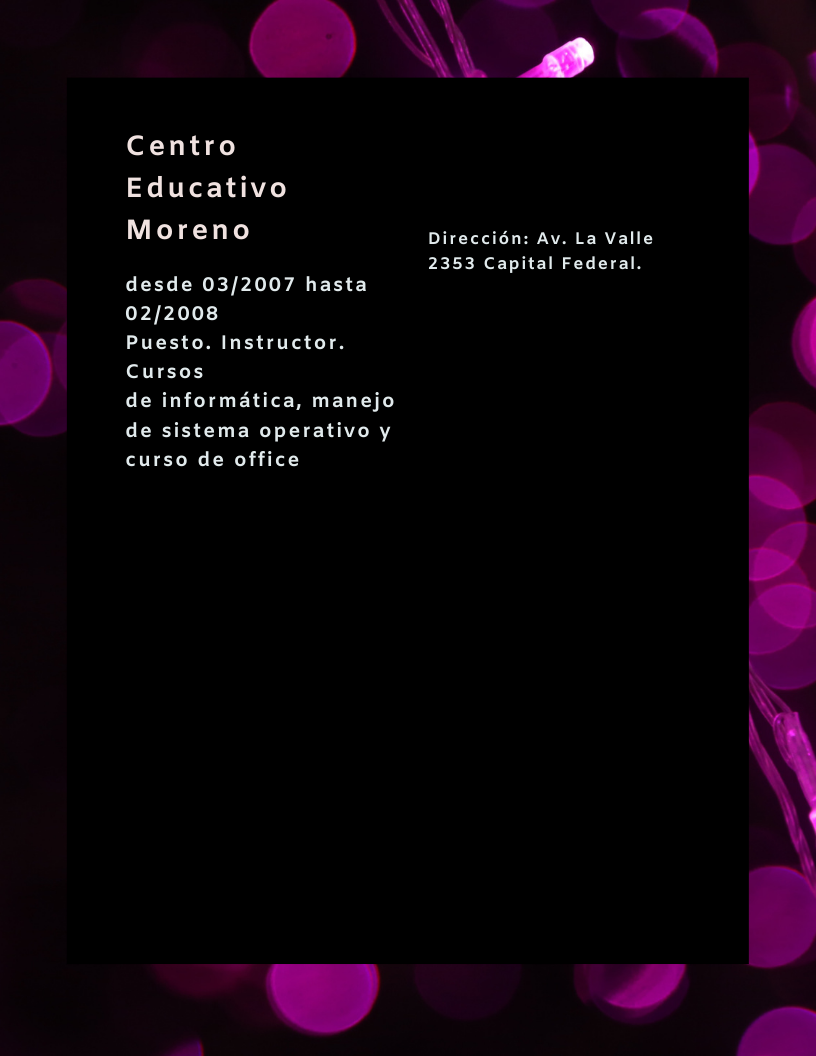 Centro
Educativo
Moreno
desde 03/2007 hasta
02/2008
Puesto. Instructor.
Cursos
de informática, manejo
de sistema operativo y
curso de office
Dirección: Av. La Valle
2353 Capital Federal.